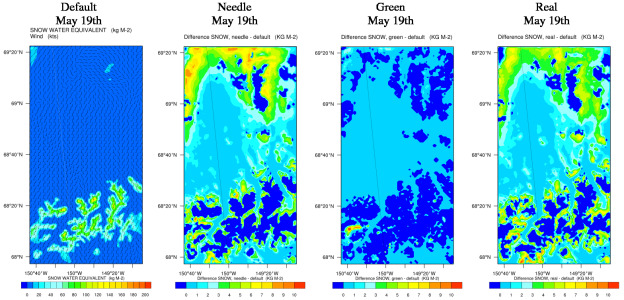 Default
May 19th
SNOW WATER EQUIVALENT (kg M-2)
Wind (kts)
69°20'N
69°N
68°40'N
68°20'N
68°N
150°40'W
150°W
149°20'W
SNOW WATER EQUIVALENT (kg M-2)
0 20 40 60 80 100 120 140 160 180 200
Needle
May 19th
Difference SNOW, needle - default (KG M-2)
69°20'N
69°N
68°40'N
68°20'N
68°N
150°40'W
150°W
149°20'W
Difference SNOW, needle - default (KG M-2)
0 1 2 3 4 5 6 7 8 9 10
Green
May 19th
Difference SNOW, green - default (KG M-2)
69°20'N
69°N
68°40'N
68°20'N
68°N
150°40'W
150°W
149°20'W
Difference SNOW, green - default (KG M-2)
0 1 2 3 4 5 6 7 8 9 10
Real
May 19th
Difference SNOW, real - default (KG M-2)
69°20'N
69°N
68°40'N
68°20'N
68°N
150°40'W
150°W
149°20'W
Difference SNOW, real - default (KG M-2)
0 1 2 3 4 5 6 7 8 9 10